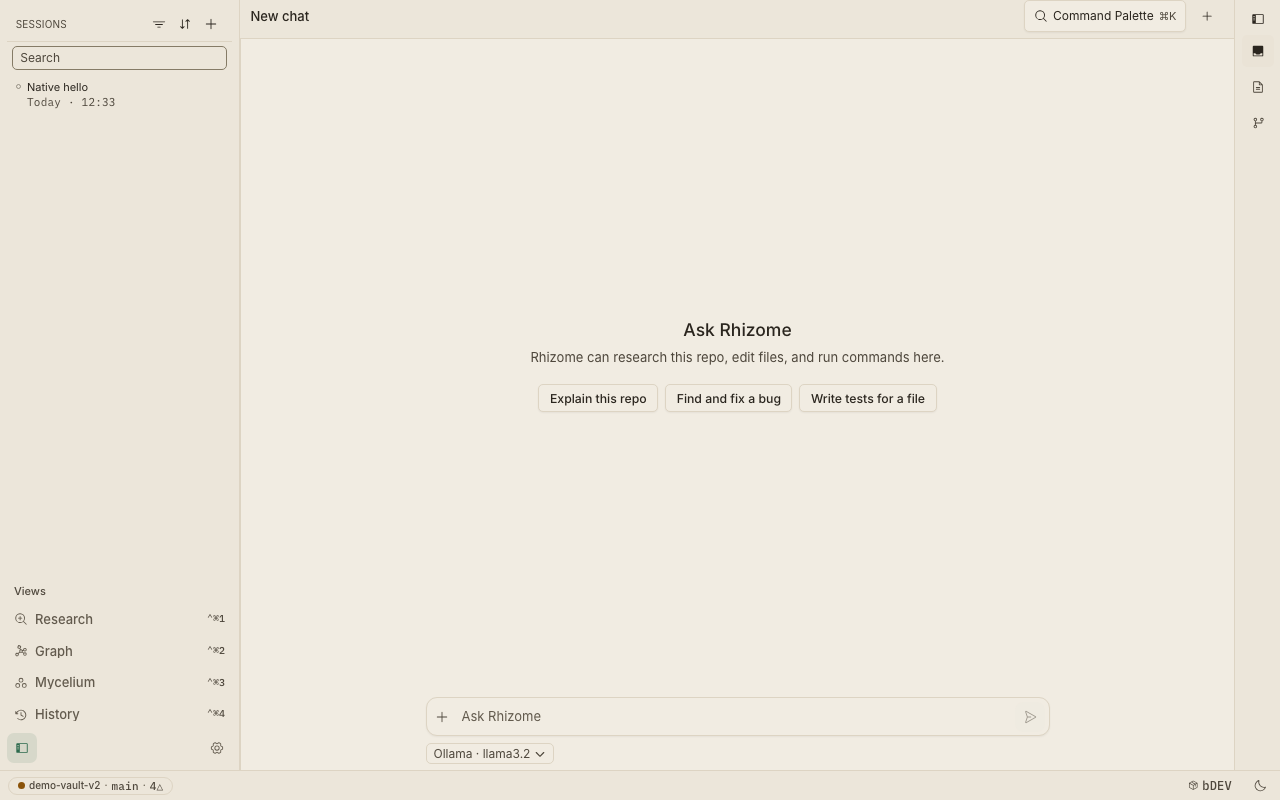 SESSIONS
Search
Native hello
Today · 12:33
Views
Research ⌃⌘1
Graph ⌃⌘2
Mycelium ⌃⌘3
History ⌃⌘4
New chat
Command Palette ⌘K
Ask Rhizome
Rhizome can research this repo, edit files, and run commands here.
Explain this repo
Find and fix a bug
Write tests for a file
Ask Rhizome
Ollama · llama3.2
demo-vault-v2 · main · 4△
bDEV